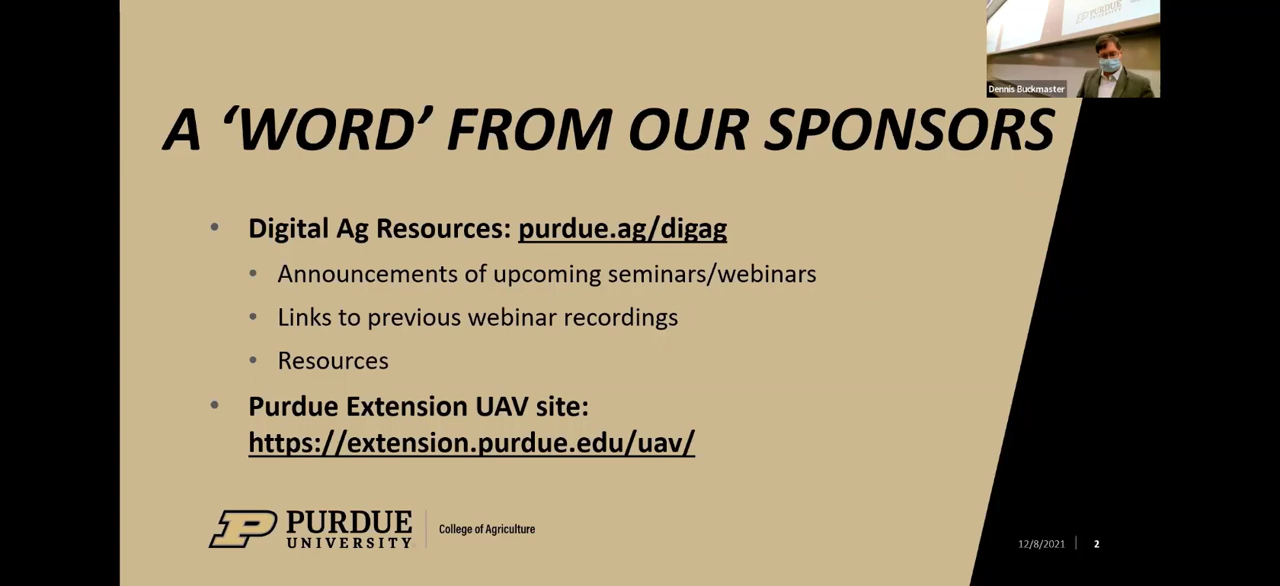 PURDUE
UNIVERSITY
Dennis Buckmaster
A ‘WORD’ FROM OUR SPONSORS
• Digital Ag Resources: purdue.ag/digag
• Announcements of upcoming seminars/webinars
• Links to previous webinar recordings
• Resources
• Purdue Extension UAV site:
https://extension.purdue.edu/uav/
P PURDUE
UNIVERSITY
College of Agriculture
12/8/2021 | 2